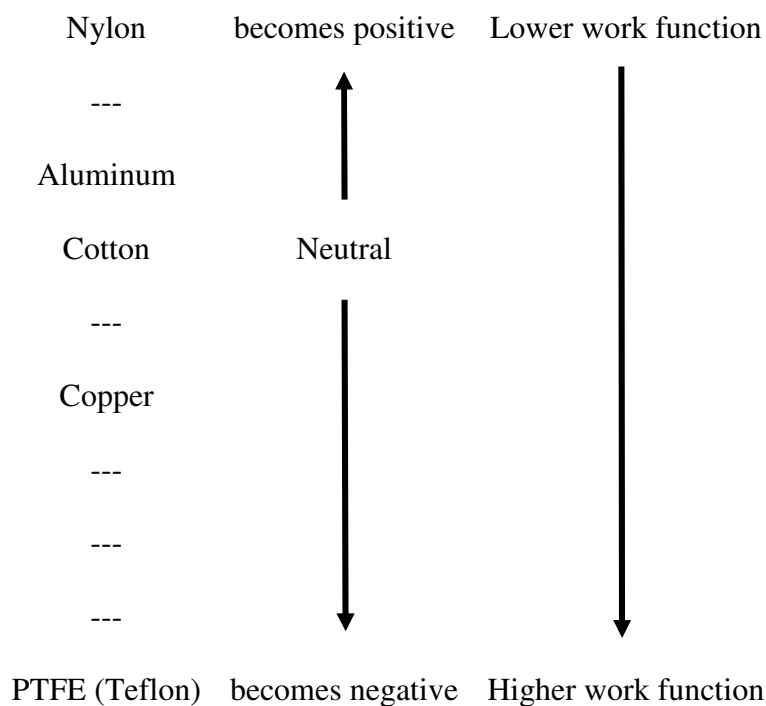 Nylon becomes positive Lower work function
---
Aluminum
Cotton Neutral
---
Copper
---
---
---
PTFE (Teflon) becomes negative Higher work function